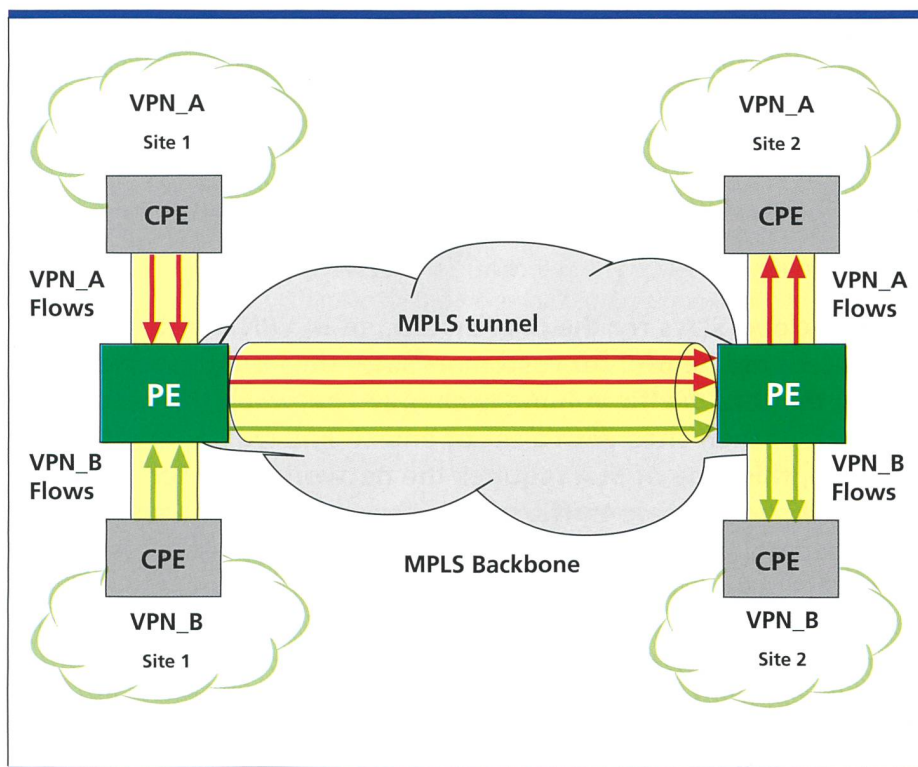 VPN_A
Site 1
VPN_A
Site 2
CPE
CPE
VPN_A
Flows
VPN_A
Flows
MPLS tunnel
PE
PE
VPN_B
Flows
VPN_B
Flows
CPE
CPE
MPLS Backbone
VPN_B
Site 1
VPN_B
Site 2